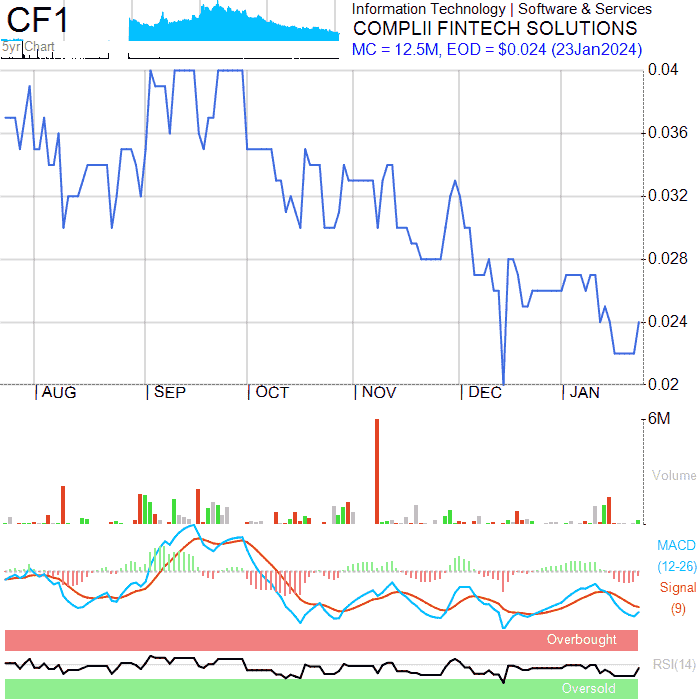 CF1
Information Technology | Software & Services
COMPLII FINTECH SOLUTIONS
MC = 12.5M, EOD = $0.024 (23Jan2024)
5yr Chart
0.04
0.036
0.032
0.028
0.024
0.02
| AUG | SEP | OCT | NOV | DEC | JAN
6M
Volume
MACD
(12-26)
Signal
(9)
Overbought
RSI(14)
Oversold